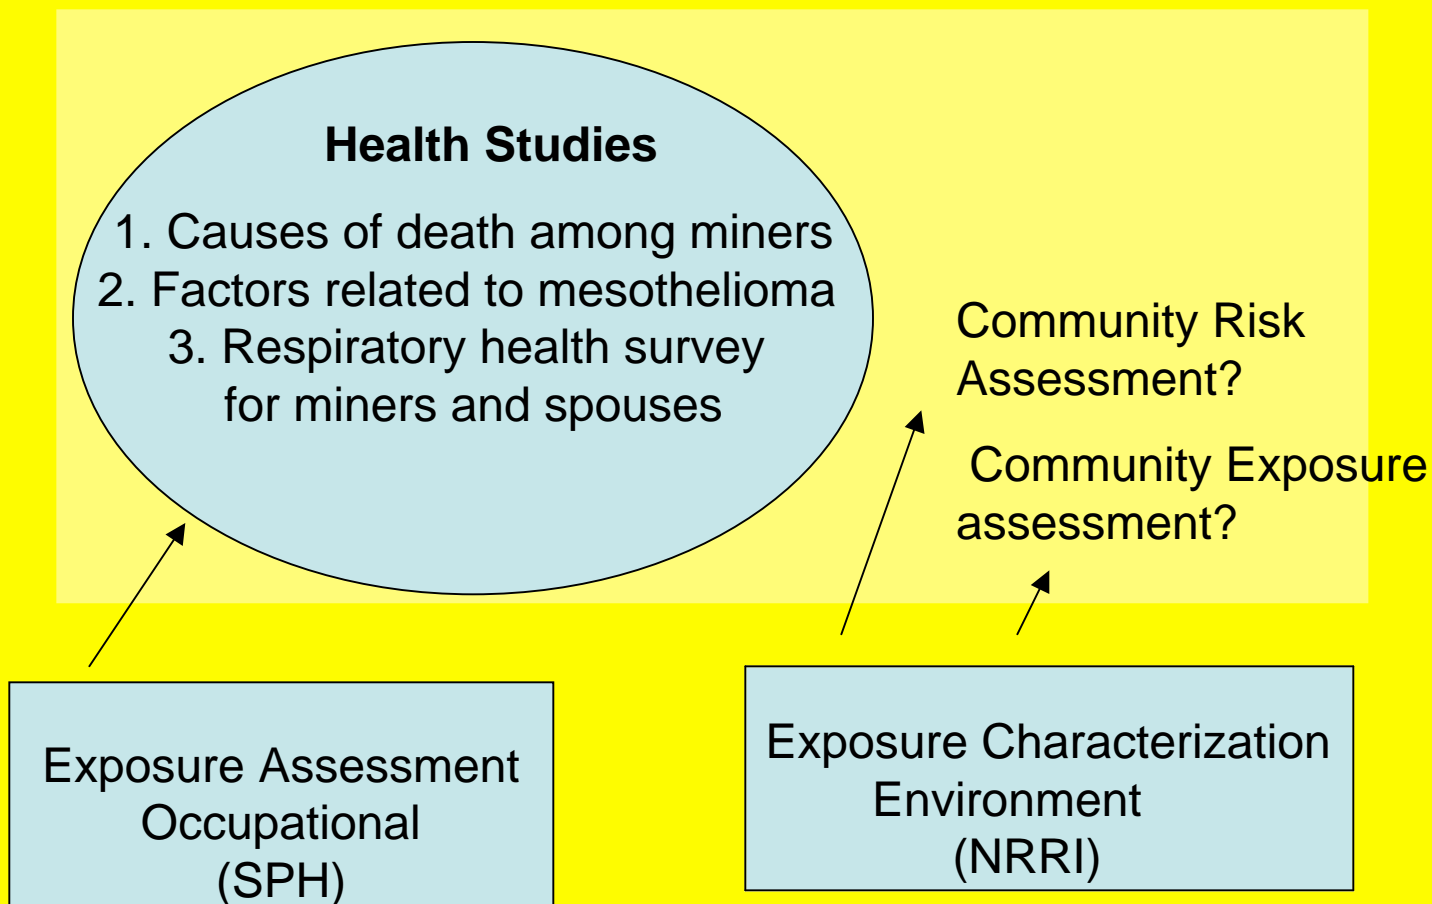 Health Studies
1. Causes of death among miners
2. Factors related to mesothelioma
3. Respiratory health survey
for miners and spouses
Community Risk
Assessment?
Community Exposure
assessment?
Exposure Assessment
Occupational
(SPH)
Exposure Characterization
Environment
(NRRI)